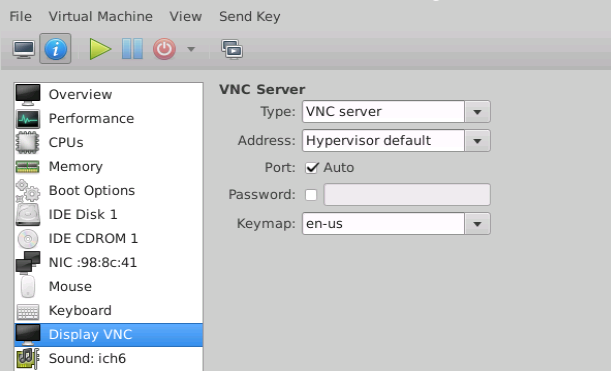 File Virtual Machine View Send Key
Overview
Performance
CPUs
Memory
Boot Options
IDE Disk 1
IDE CDROM 1
NIC :98:8c:41
Mouse
Keyboard
Display VNC
Sound: ich6
VNC Server
Type: VNC server
Address: Hypervisor default
Port: Auto
Password:
Keymap: en-us